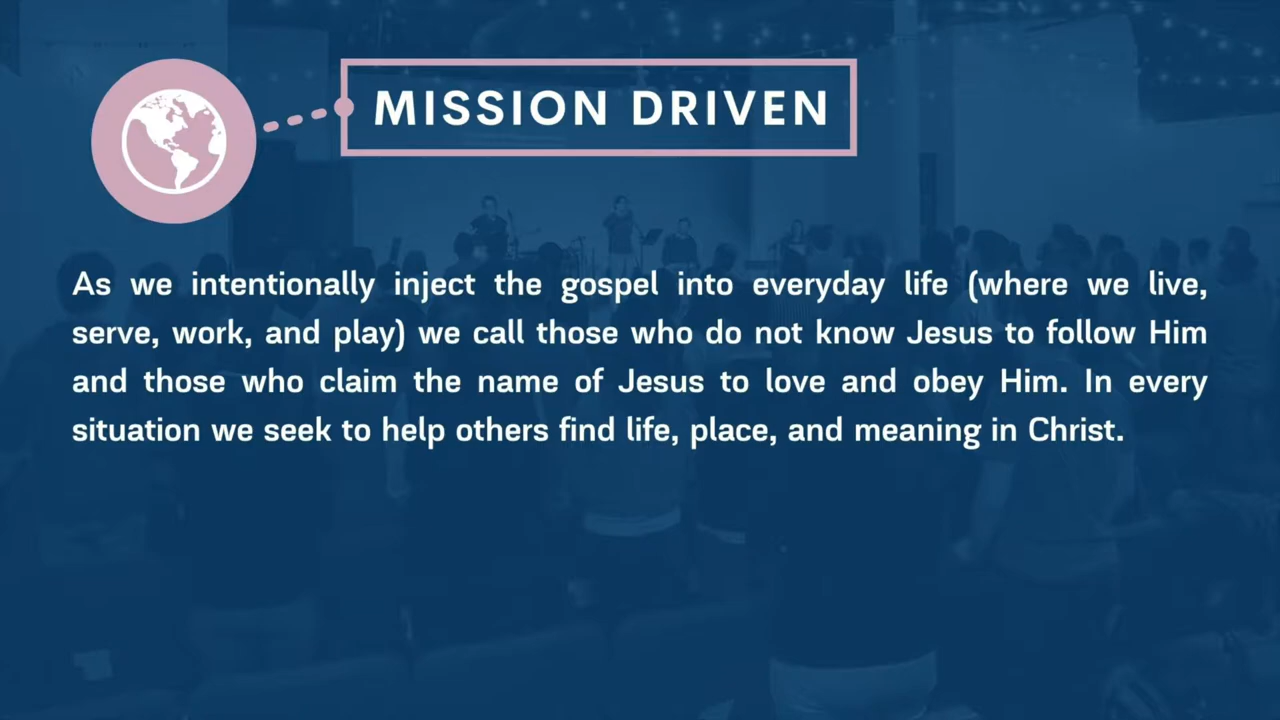 MISSION DRIVEN
As we intentionally inject the gospel into everyday life (where we live,
serve, work, and play) we call those who do not know Jesus to follow Him
and those who claim the name of Jesus to love and obey Him. In every
situation we seek to help others find life, place, and meaning in Christ.